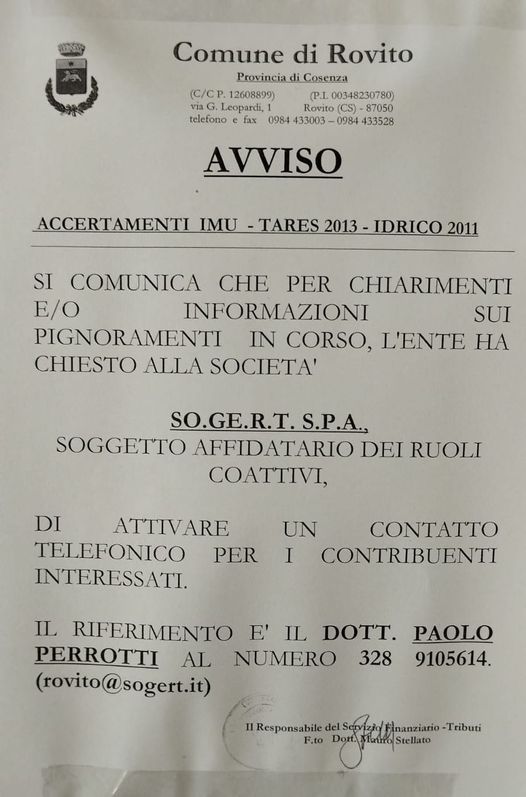 Comune di Rovito
Provincia di Cosenza
(C/C P. 12608899) (P.I. 00348230780)
via G. Leopardi, 1 Rovito (CS) - 87050
telefono e fax 0984 433003 – 0984 433528
AVVISO
ACCERTAMENTI IMU - TARES 2013 - IDRICO 2011
SI COMUNICA CHE PER CHIARIMENTI
E/O INFORMAZIONI SUI
PIGNORAMENTI IN CORSO, L'ENTE HA
CHIESTO ALLA SOCIETA'
SO.GE.R.T. S.P.A.,
SOGGETTO AFFIDATARIO DEI RUOLI
COATTIVI,
DI ATTIVARE UN CONTATTO
TELEFONICO PER I CONTRIBUENTI
INTERESSATI.
IL RIFERIMENTO E' IL DOTT. PAOLO
PERROTTI AL NUMERO 328 9105614.
(rovito@sogert.it)
Il Responsabile del Servizio Finanziario -Tributi
F.to Dott. Mauro Stellato